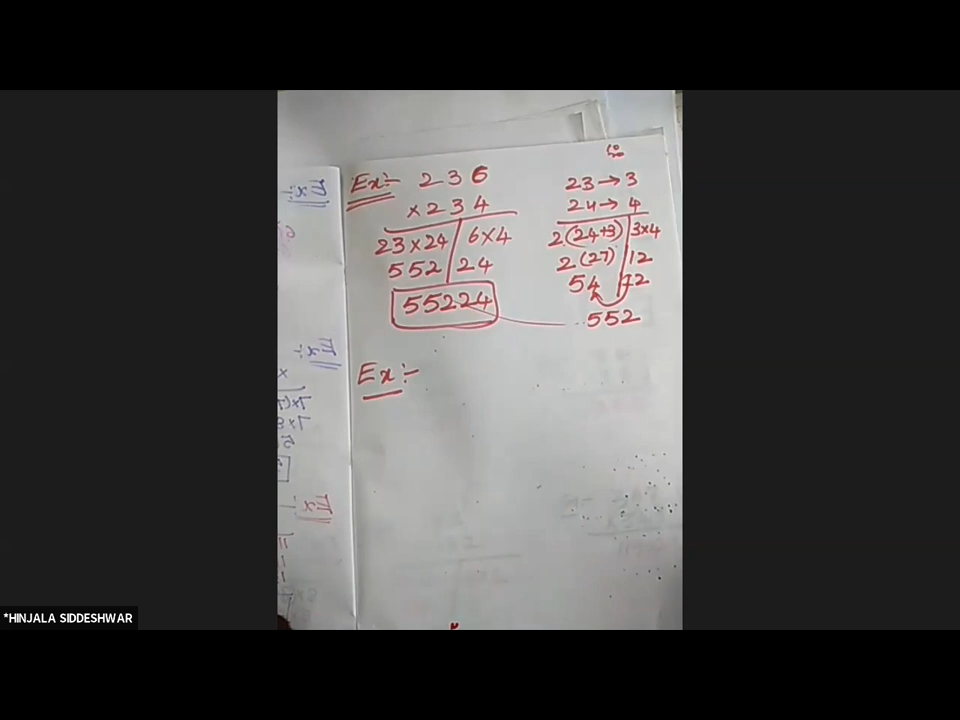 Ex:- 236
×234
23×24 | 6×4
552 | 24
55224
Ex:-
10
23→3
24→4
2(24+3) | 3×4
2(27) | 12
54 | 12
552
*HINJALA SIDDESHWAR